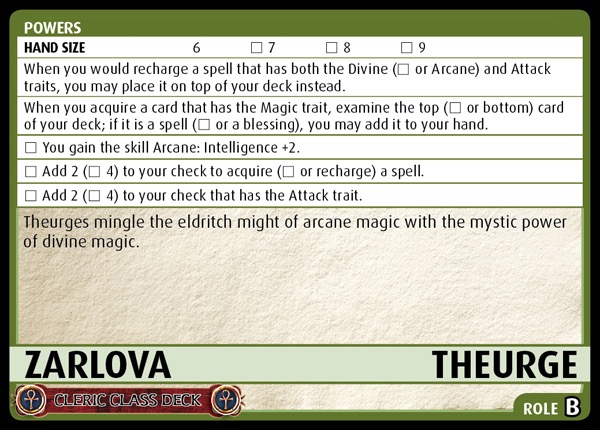 POWERS
HAND SIZE 6 ☐ 7 ☐ 8 ☐ 9
When you would recharge a spell that has both the Divine (☐ or Arcane) and Attack
traits, you may place it on top of your deck instead.
When you acquire a card that has the Magic trait, examine the top (☐ or bottom) card
of your deck; if it is a spell (☐ or a blessing), you may add it to your hand.
☐ You gain the skill Arcane: Intelligence +2.
☐ Add 2 (☐ 4) to your check to acquire (☐ or recharge) a spell.
☐ Add 2 (☐ 4) to your check that has the Attack trait.
Theurges mingle the eldritch might of arcane magic with the mystic power
of divine magic.
ZARLOVA THEURGE
CLERIC CLASS DECK
ROLE B